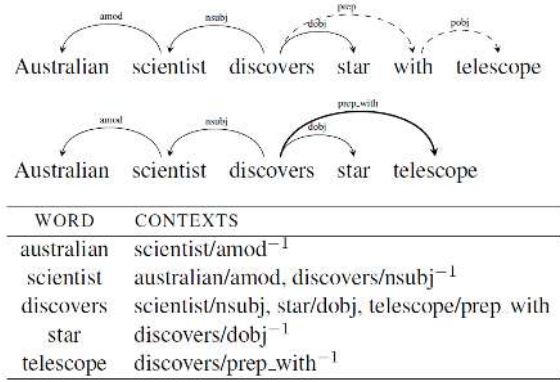 prep
amod nsubj dobj pobj
Australian scientist discovers star with telescope
prep_with
amod nsubj dobj
Australian scientist discovers star telescope
WORD CONTEXTS
australian scientist/amod⁻¹
scientist australian/amod, discovers/nsubj⁻¹
discovers scientist/nsubj, star/dobj, telescope/prep with
star discovers/dobj⁻¹
telescope discovers/prep_with⁻¹